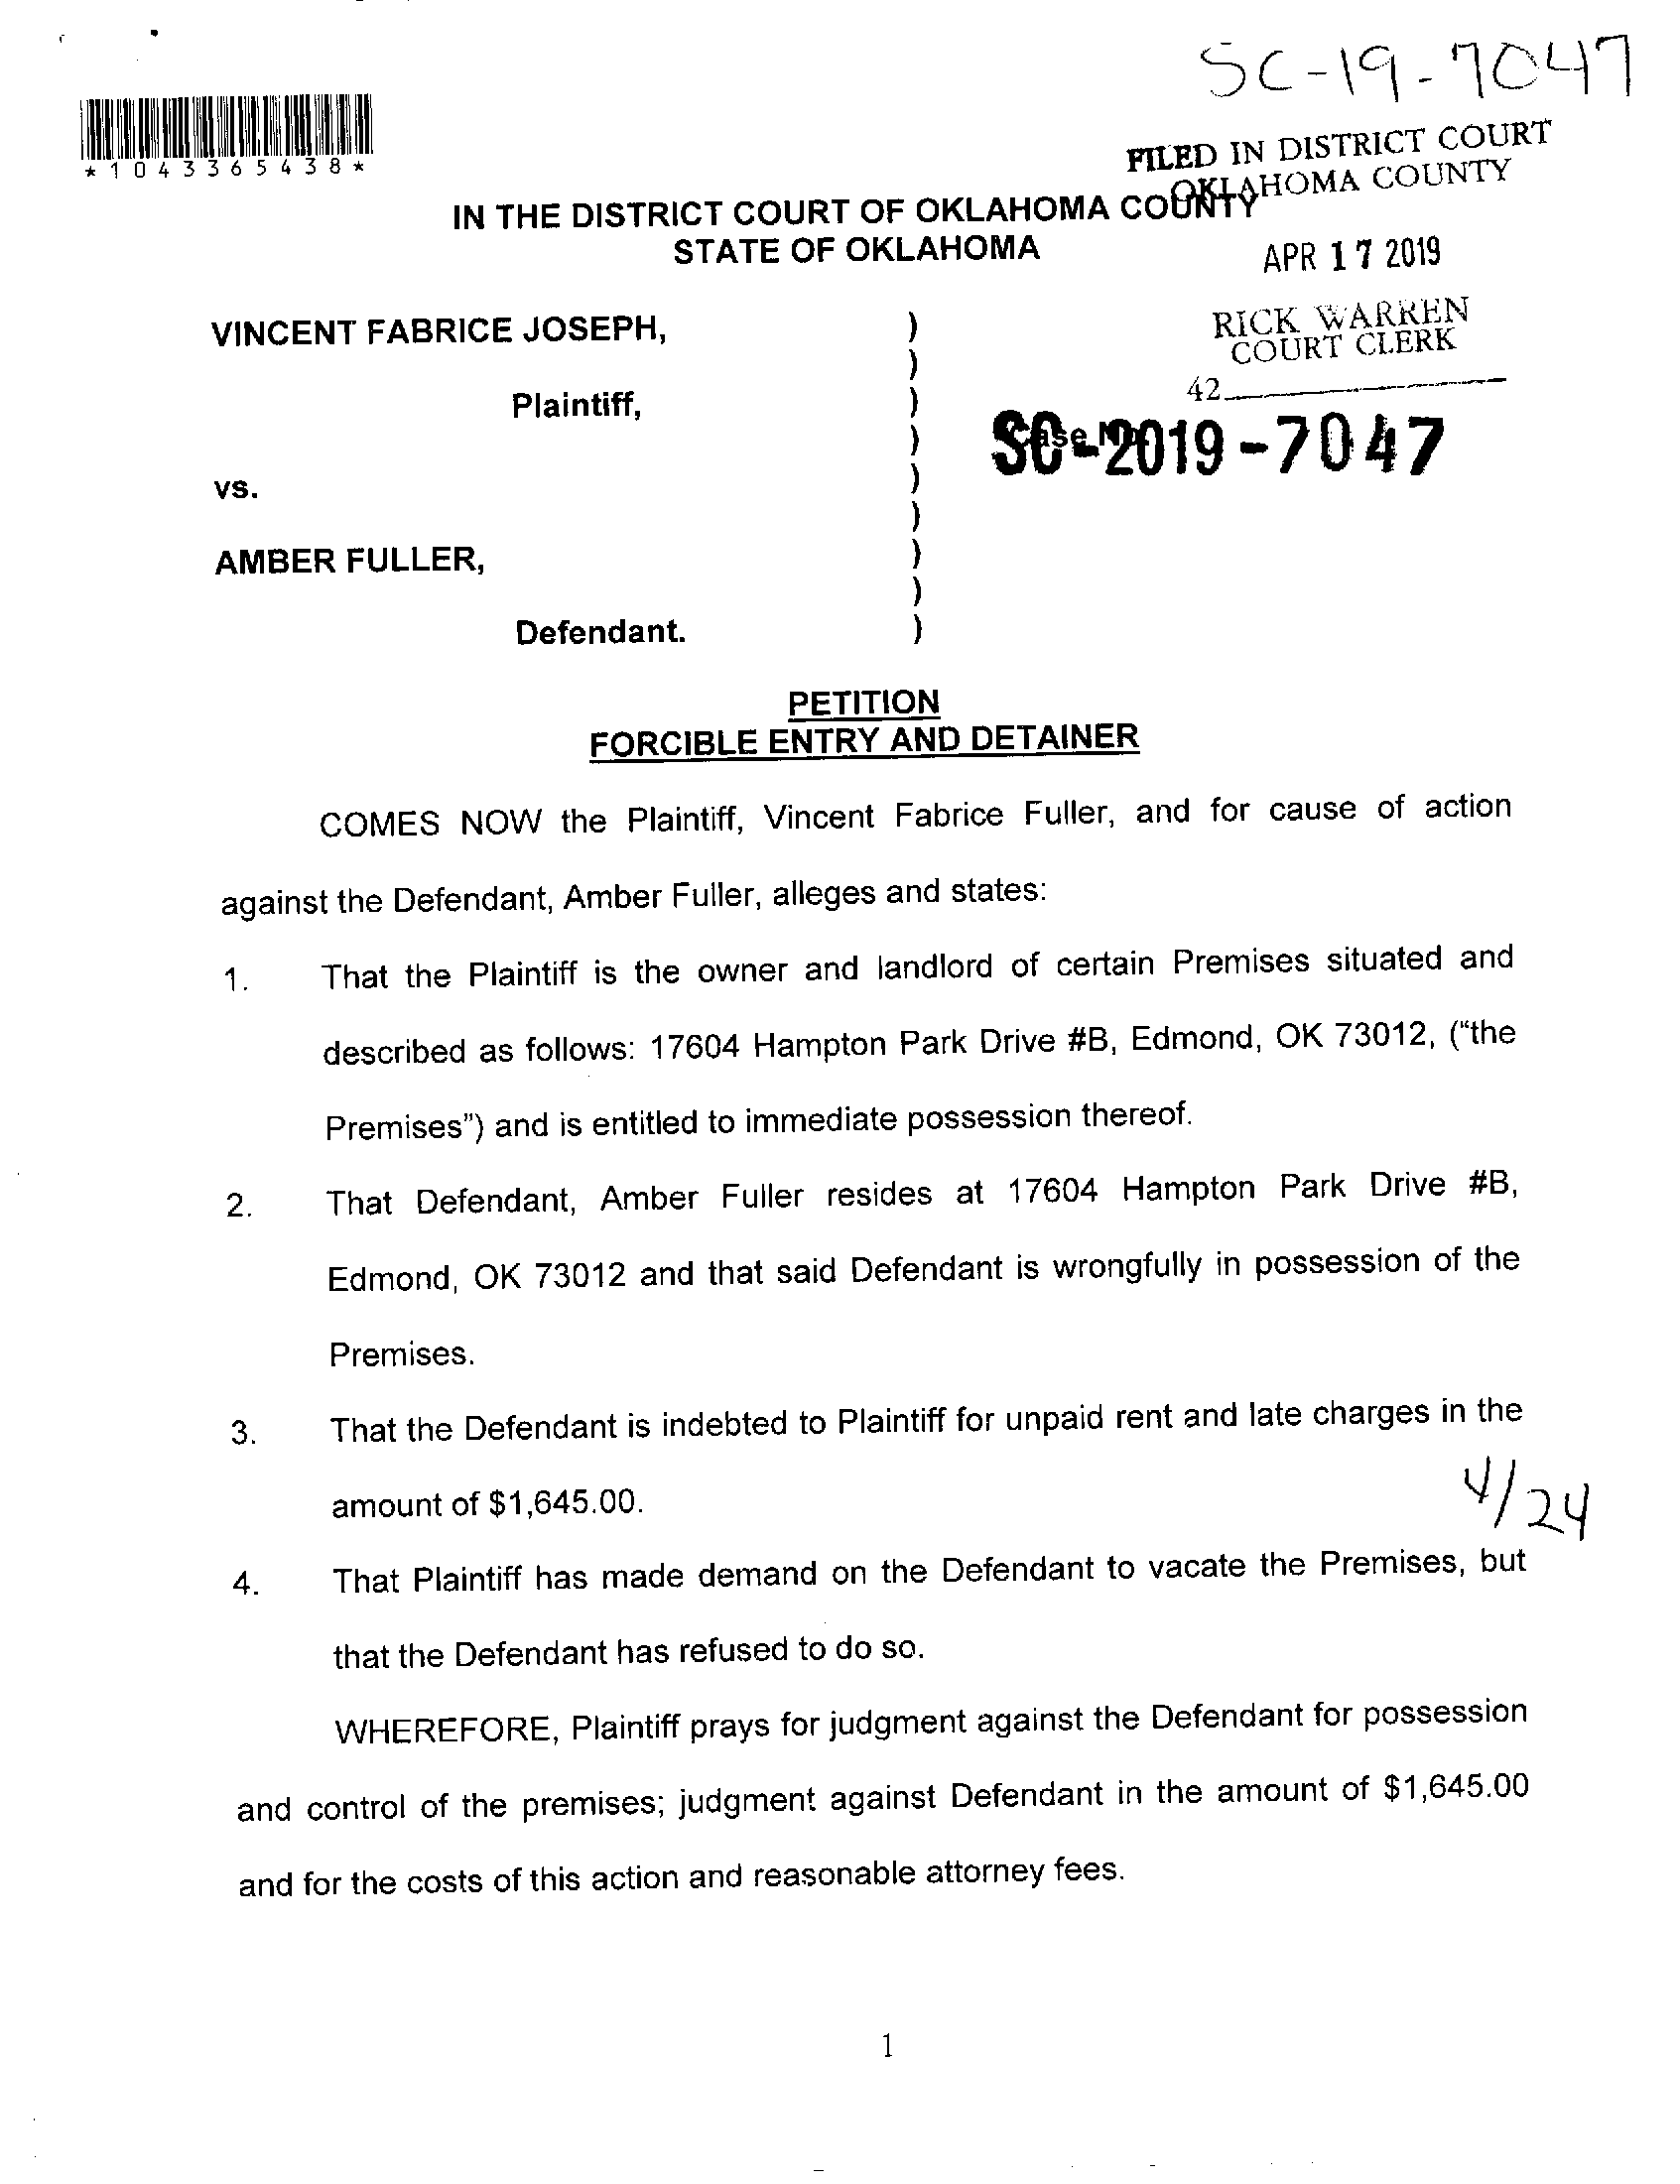 SC-19-7047
*1043365438*
FILED IN DISTRICT COURT
OKLAHOMA COUNTY
IN THE DISTRICT COURT OF OKLAHOMA COUNTY
STATE OF OKLAHOMA
APR 17 2019
RICK WARREN
COURT CLERK
42
VINCENT FABRICE JOSEPH, )
)
Plaintiff, )
) Case No.
SC-2019-7047
vs. )
)
AMBER FULLER, )
)
Defendant. )
PETITION
FORCIBLE ENTRY AND DETAINER
COMES NOW the Plaintiff, Vincent Fabrice Fuller, and for cause of action
against the Defendant, Amber Fuller, alleges and states:
1. That the Plaintiff is the owner and landlord of certain Premises situated and
described as follows: 17604 Hampton Park Drive #B, Edmond, OK 73012, ("the
Premises") and is entitled to immediate possession thereof.
2. That Defendant, Amber Fuller resides at 17604 Hampton Park Drive #B,
Edmond, OK 73012 and that said Defendant is wrongfully in possession of the
Premises.
3. That the Defendant is indebted to Plaintiff for unpaid rent and late charges in the
amount of $1,645.00.
4/24
4. That Plaintiff has made demand on the Defendant to vacate the Premises, but
that the Defendant has refused to do so.
WHEREFORE, Plaintiff prays for judgment against the Defendant for possession
and control of the premises; judgment against Defendant in the amount of $1,645.00
and for the costs of this action and reasonable attorney fees.
1